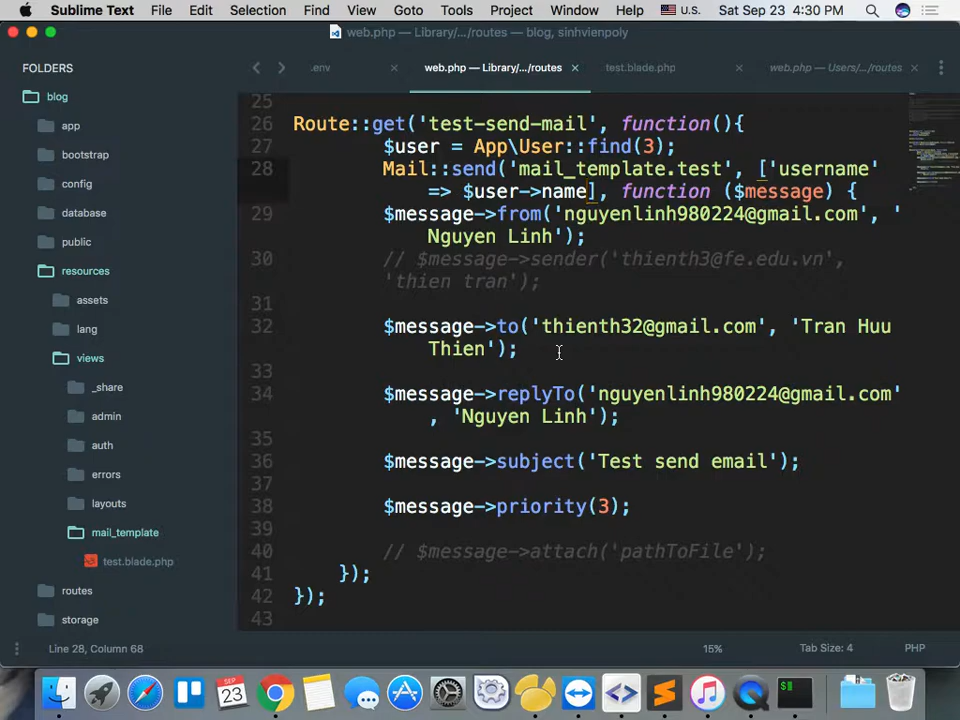 Sublime Text File Edit Selection Find View Goto Tools Project Window Help U.S. Sat Sep 23 4:30 PM
web.php — Library/.../routes — blog, sinhvienpoly
FOLDERS
.env
web.php — Library/.../routes
test.blade.php
web.php — Users/.../routes
blog
app
bootstrap
config
database
public
resources
assets
lang
views
_share
admin
auth
errors
layouts
mail_template
test.blade.php
routes
storage
25
26 Route::get('test-send-mail', function(){
27 $user = App\User::find(3);
28 Mail::send('mail_template.test', ['username'
=> $user->name], function ($message) {
29 $message->from('nguyenlinh980224@gmail.com', '
Nguyen Linh');
30 // $message->sender('thienth3@fe.edu.vn',
'thien tran');
31
32 $message->to('thienth32@gmail.com', 'Tran Huu
Thien');
33
34 $message->replyTo('nguyenlinh980224@gmail.com'
, 'Nguyen Linh');
35
36 $message->subject('Test send email');
37
38 $message->priority(3);
39
40 // $message->attach('pathToFile');
41 });
42 });
43
Line 28, Column 68
15%
Tab Size: 4
PHP
SEP
23
$